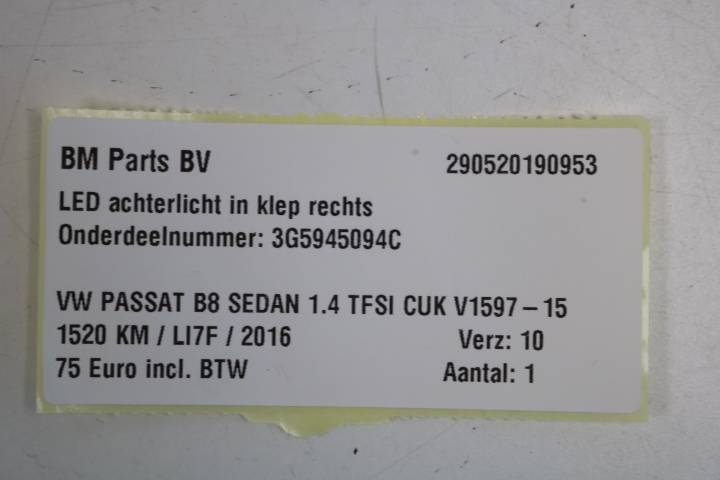 BM Parts BV 290520190953
LED achterlicht in klep rechts
Onderdeelnummer: 3G5945094C
VW PASSAT B8 SEDAN 1.4 TFSI CUK V1597 – 15
1520 KM / LI7F / 2016 Verz: 10
75 Euro incl. BTW Aantal: 1